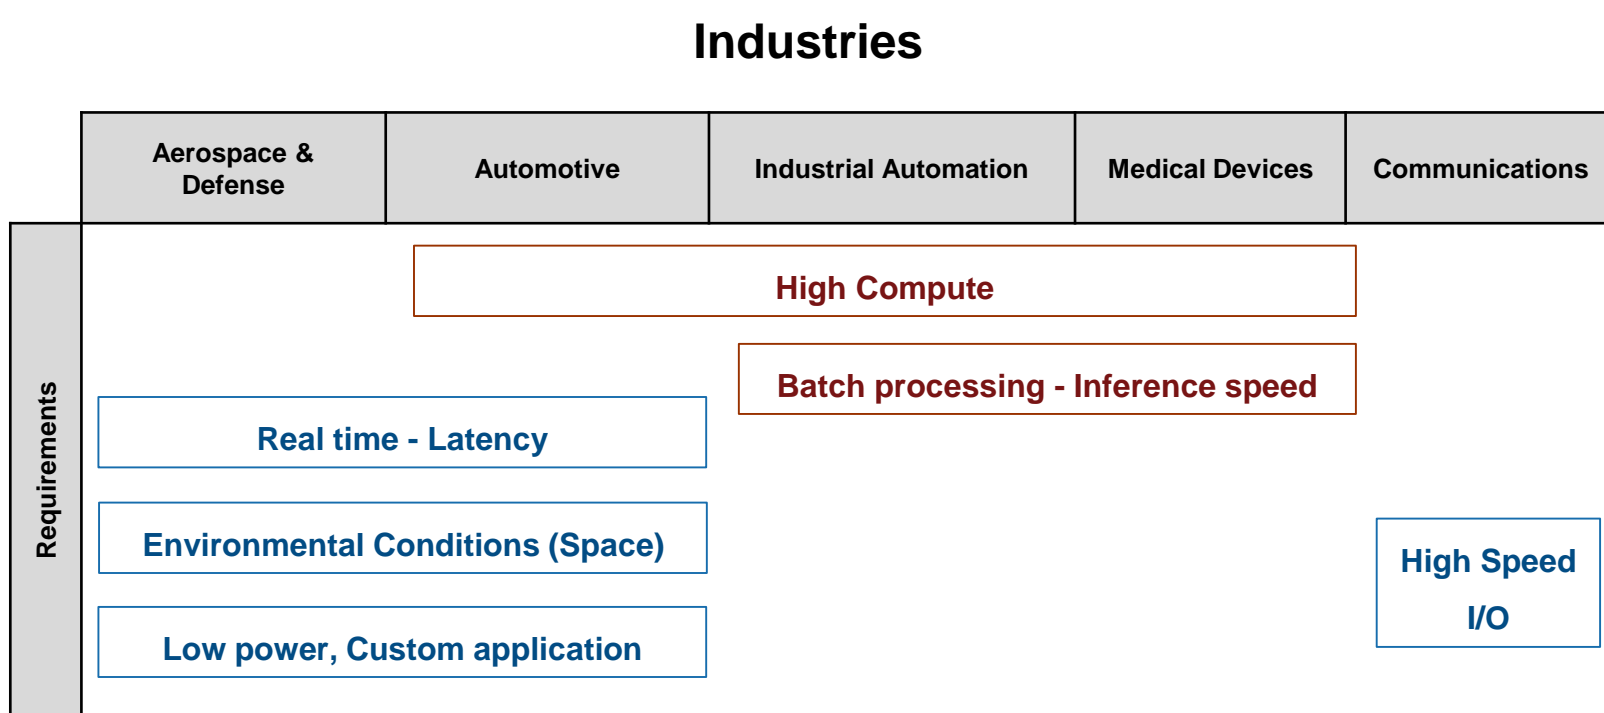 Industries
Aerospace &
Defense
Automotive
Industrial Automation
Medical Devices
Communications
Requirements
High Compute
Batch processing - Inference speed
Real time - Latency
Environmental Conditions (Space)
Low power, Custom application
High Speed
I/O